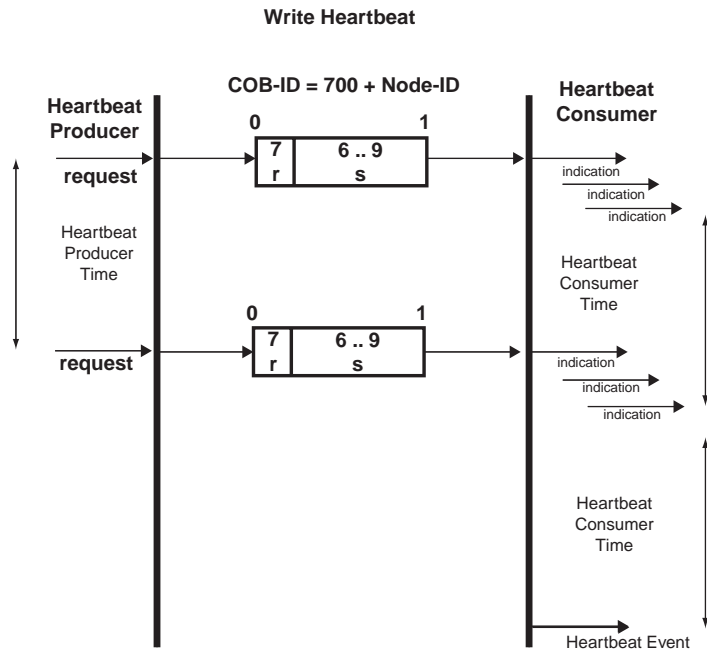 Write Heartbeat
COB-ID = 700 + Node-ID
Heartbeat
Producer
Heartbeat
Consumer
0 1
7 6 .. 9
r s
request
indication
indication
indication
Heartbeat
Producer
Time
Heartbeat
Consumer
Time
0 1
7 6 .. 9
r s
request
indication
indication
indication
Heartbeat
Consumer
Time
Heartbeat Event